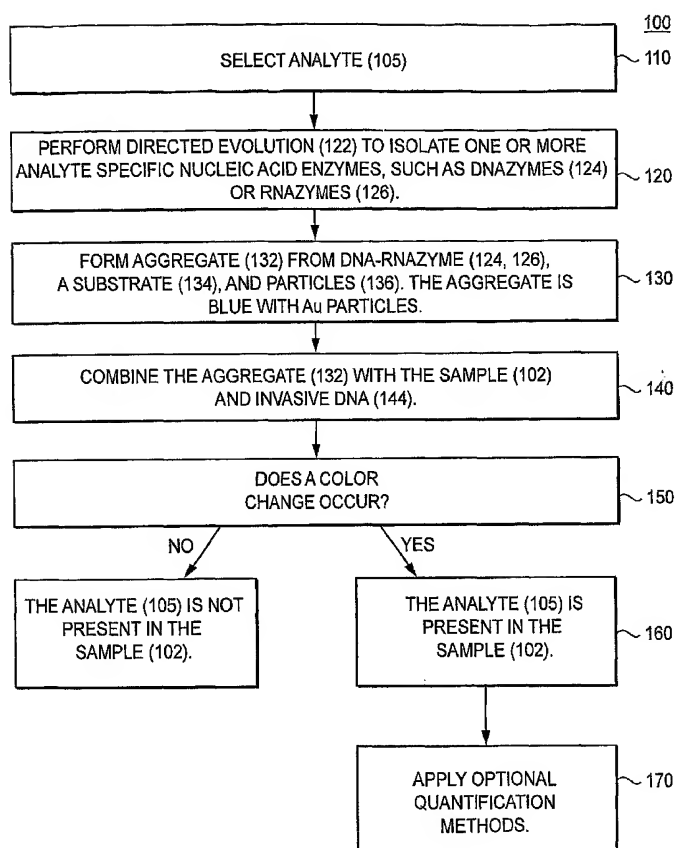 100
SELECT ANALYTE (105)
110
PERFORM DIRECTED EVOLUTION (122) TO ISOLATE ONE OR MORE
ANALYTE SPECIFIC NUCLEIC ACID ENZYMES, SUCH AS DNAZYMES (124)
OR RNAZYMES (126).
120
FORM AGGREGATE (132) FROM DNA-RNAZYME (124, 126),
A SUBSTRATE (134), AND PARTICLES (136). THE AGGREGATE IS
BLUE WITH Au PARTICLES.
130
COMBINE THE AGGREGATE (132) WITH THE SAMPLE (102)
AND INVASIVE DNA (144).
140
DOES A COLOR
CHANGE OCCUR?
150
NO
YES
THE ANALYTE (105) IS NOT
PRESENT IN THE
SAMPLE (102).
THE ANALYTE (105) IS
PRESENT IN THE
SAMPLE (102).
160
APPLY OPTIONAL
QUANTIFICATION
METHODS.
170